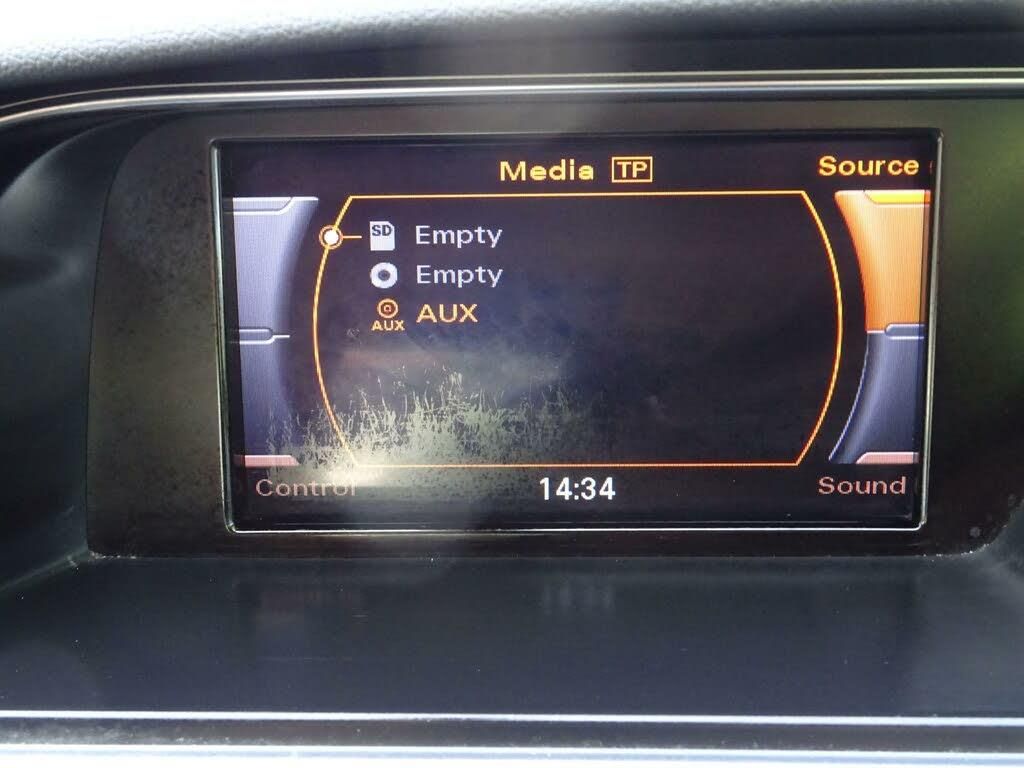 Media TP
Source
SD Empty
Empty
AUX AUX
Control
14:34
Sound